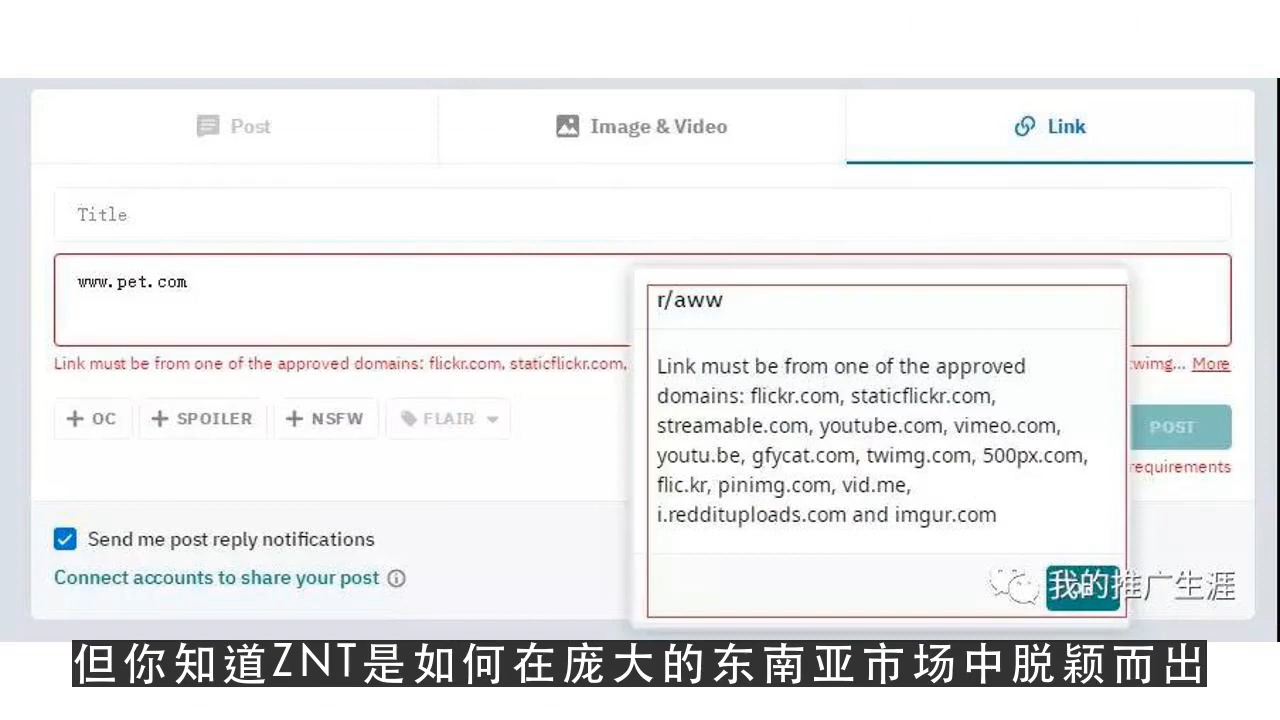 Post
Image & Video
Link
Title
www.pet.com
Link must be from one of the approved domains: flickr.com, staticflickr.com,
twimg... More
+ OC
+ SPOILER
+ NSFW
FLAIR
POST
requirements
Send me post reply notifications
Connect accounts to share your post
r/aww
Link must be from one of the approved
domains: flickr.com, staticflickr.com,
streamable.com, youtube.com, vimeo.com,
youtu.be, gfycat.com, twimg.com, 500px.com,
flic.kr, pinimg.com, vid.me,
i.reddituploads.com and imgur.com
我的推广生涯
但你知道ZNT是如何在庞大的东南亚市场中脱颖而出